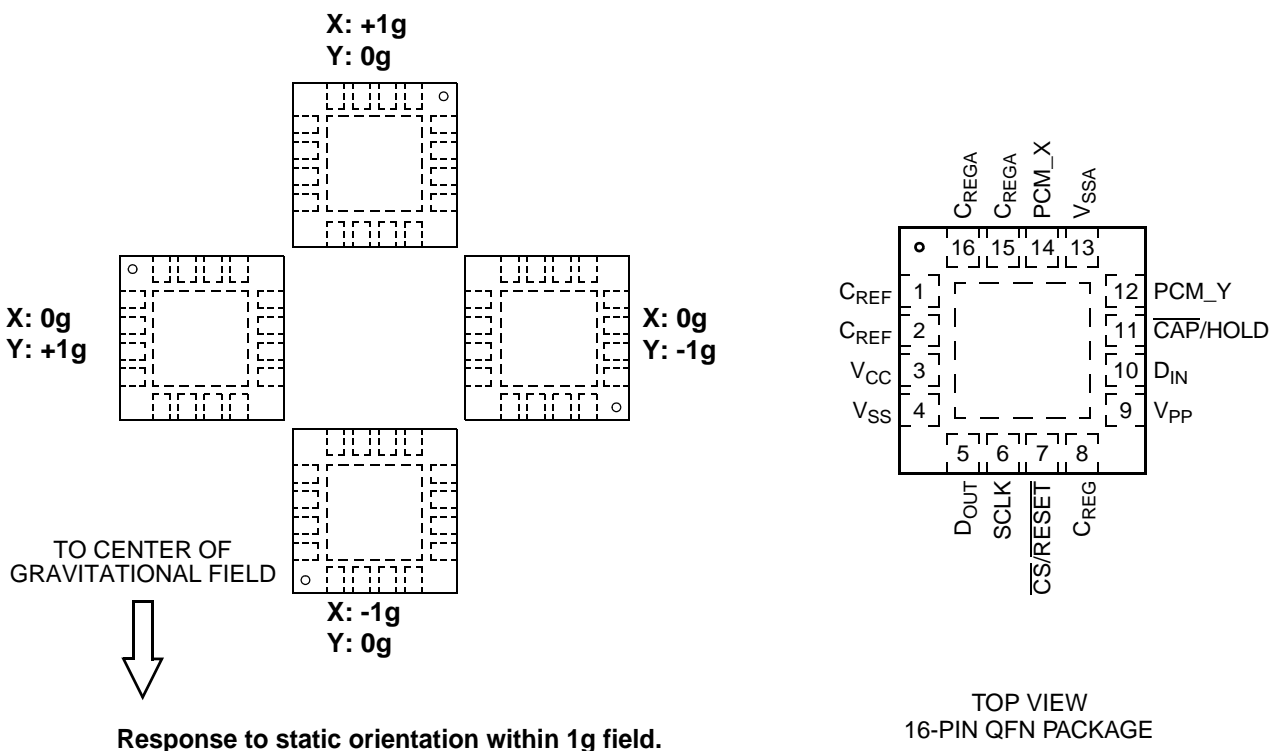 X: +1g
Y: 0g
X: 0g
Y: +1g
X: 0g
Y: -1g
X: -1g
Y: 0g
TO CENTER OF
GRAVITATIONAL FIELD
Response to static orientation within 1g field.
CREGA
CREGA
PCM_X
VSSA
16 15 14 13
CREF 1
CREF 2
VCC 3
VSS 4
12 PCM_Y
11 CAP/HOLD
10 DIN
9 VPP
5 6 7 8
DOUT
SCLK
CS/RESET
CREG
TOP VIEW
16-PIN QFN PACKAGE